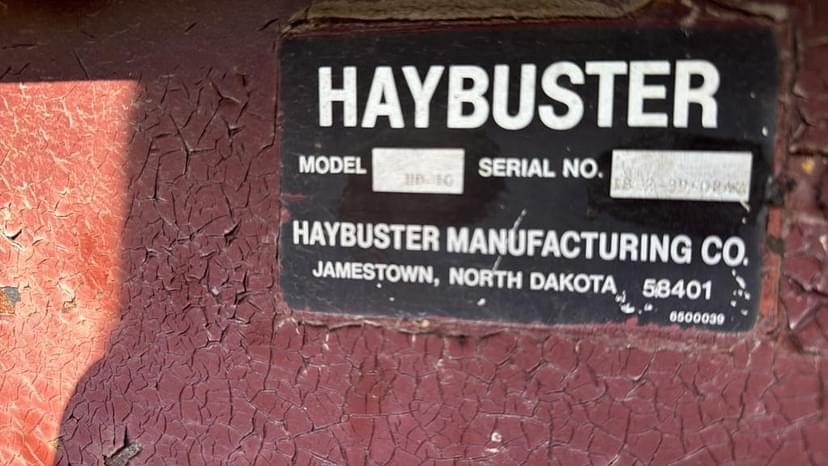 HAYBUSTER
MODEL SERIAL NO.
HAYBUSTER MANUFACTURING CO.
JAMESTOWN, NORTH DAKOTA 58401
6500039